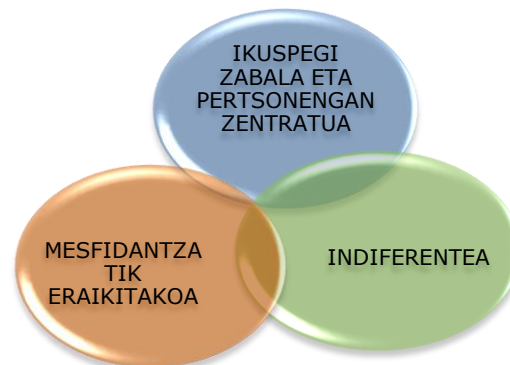 IKUSPEGI
ZABALA ETA
PERTSONENGAN
ZENTRATUA
MESFIDANTZA
TIK
ERAIKITAKOA
INDIFERENTEA